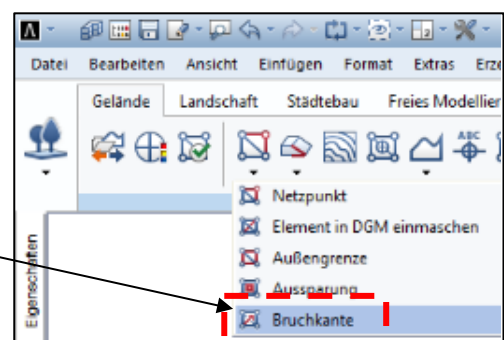 Datei Bearbeiten Ansicht Einfügen Format Extras
Gelände Landschaft Städtebau Freies
ABC
Netzpunkt
Element in DGM einmaschen
Außengrenze
Aussparung
Bruchkante
Eigenschaften